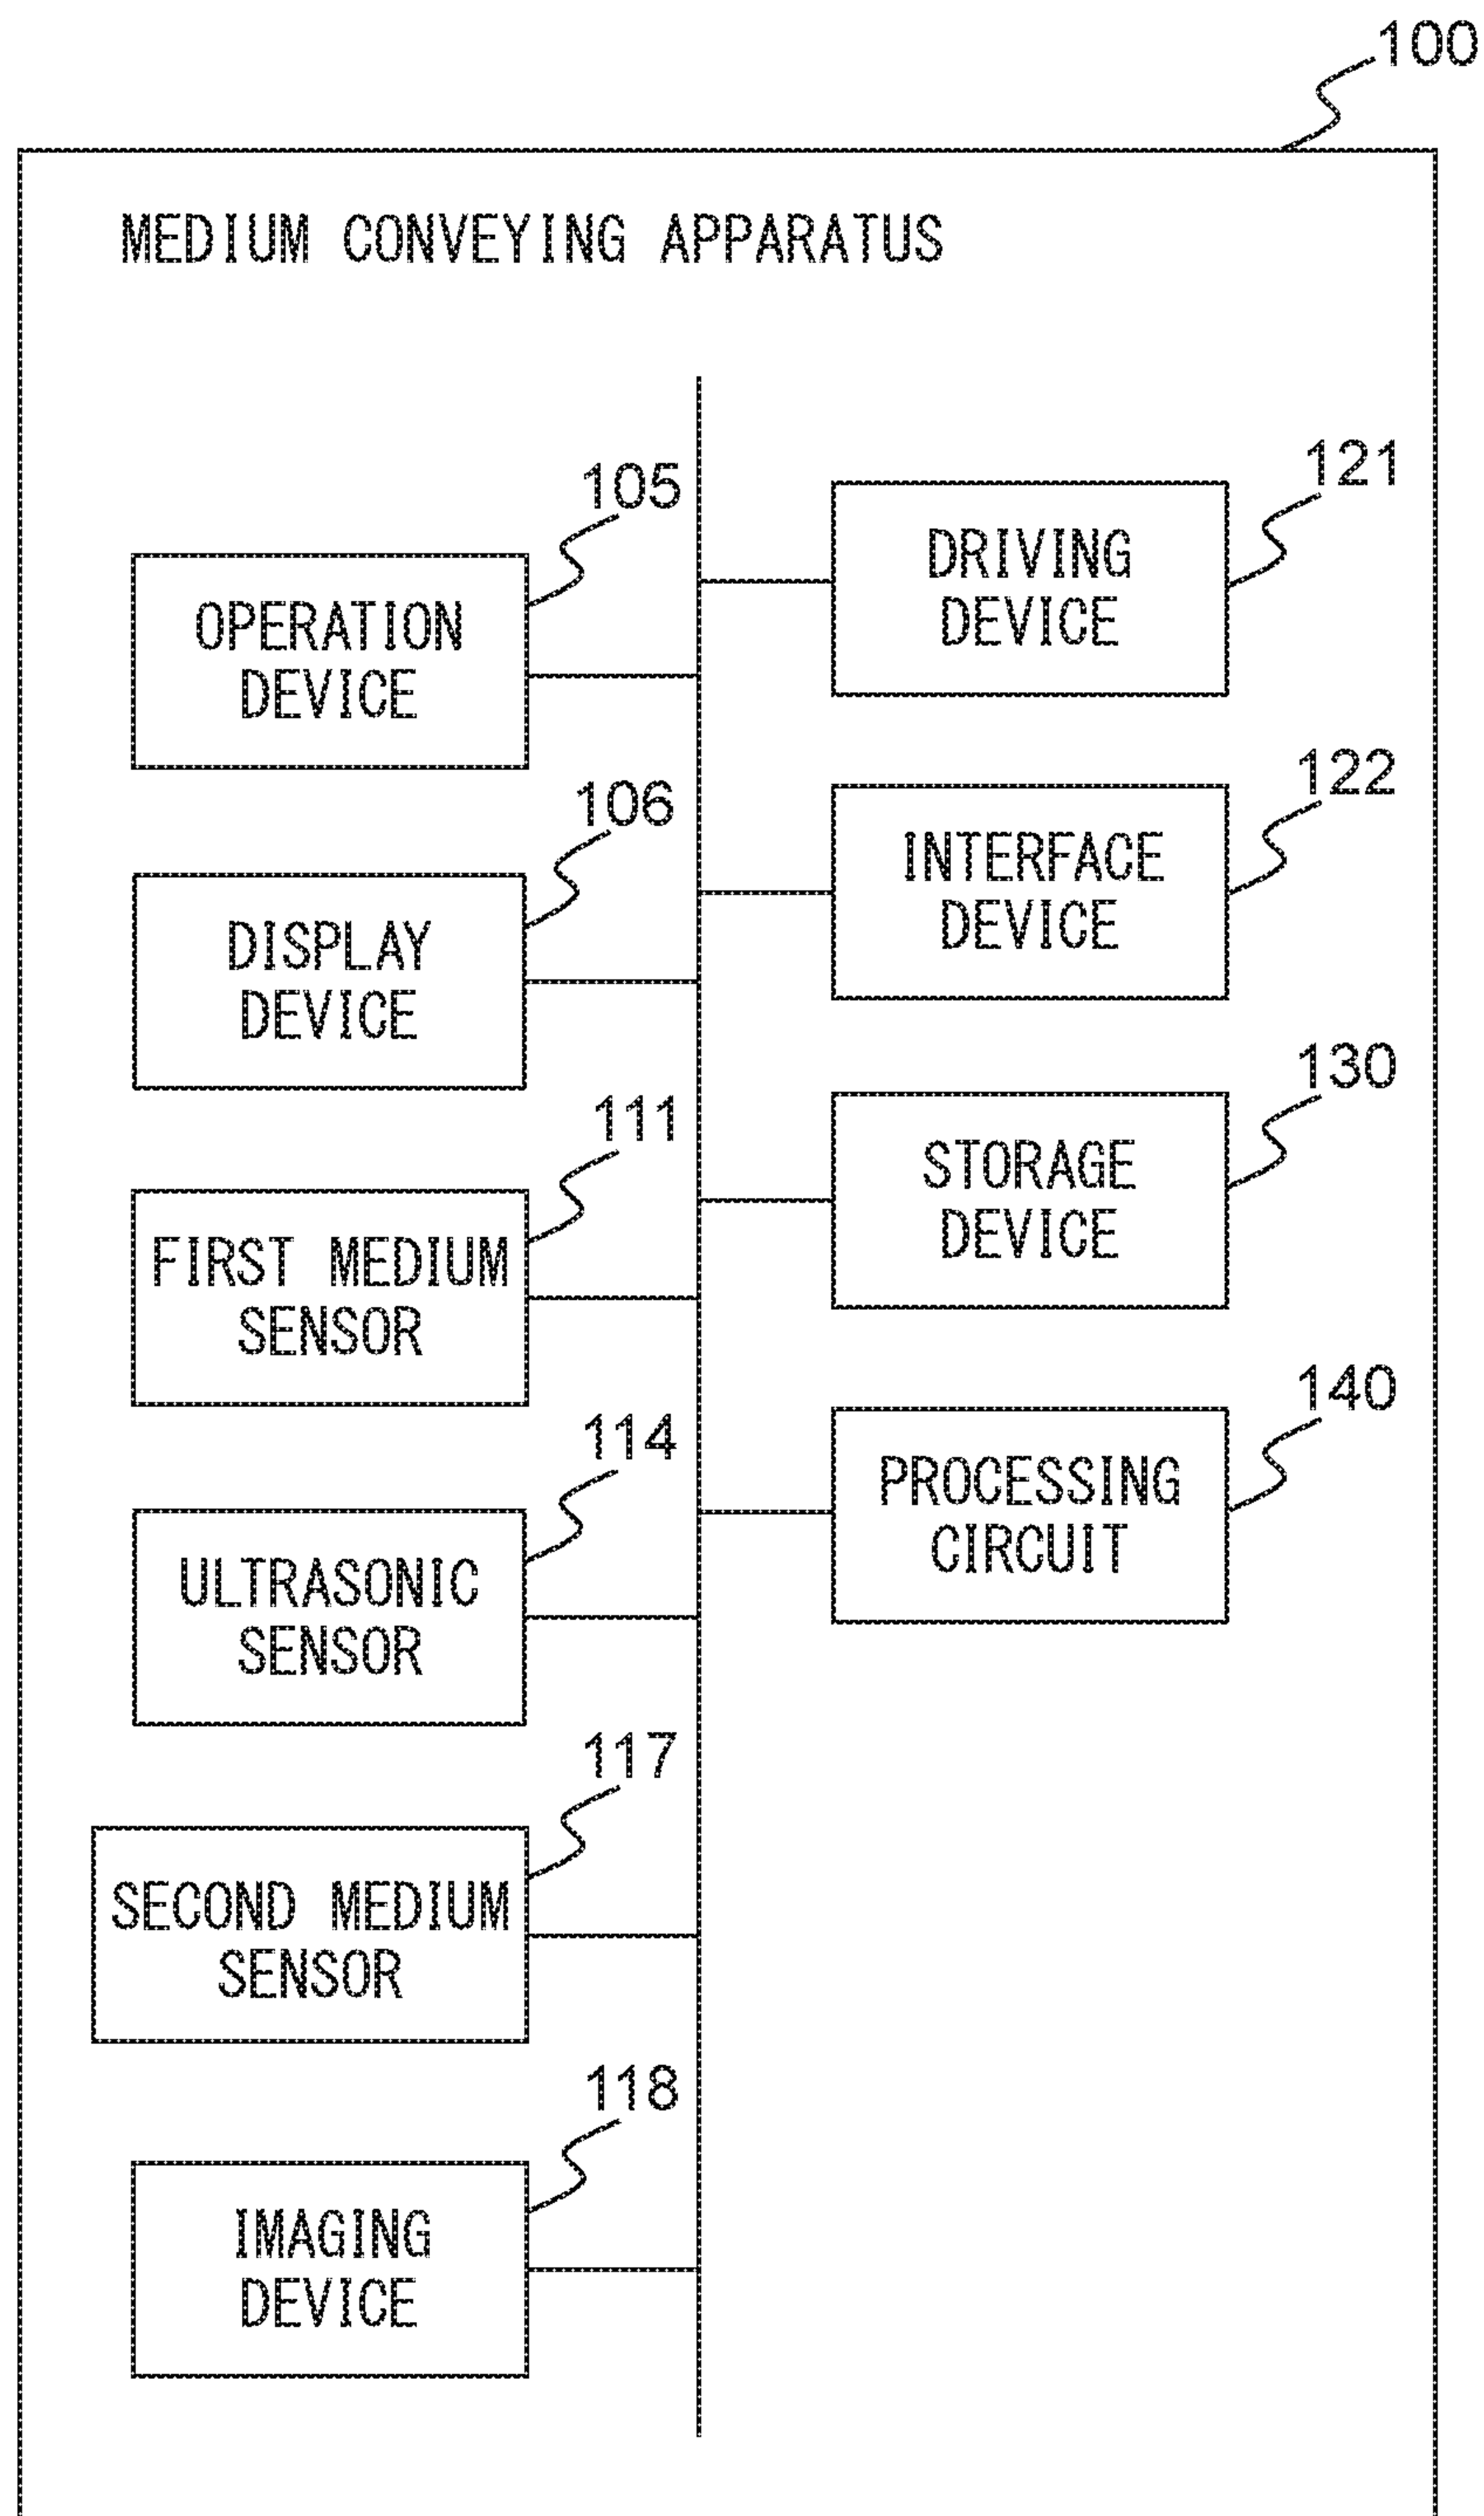 100
MEDIUM CONVEYING APPARATUS
105
OPERATION
DEVICE
106
DISPLAY
DEVICE
111
FIRST MEDIUM
SENSOR
114
ULTRASONIC
SENSOR
117
SECOND MEDIUM
SENSOR
118
IMAGING
DEVICE
121
DRIVING
DEVICE
122
INTERFACE
DEVICE
130
STORAGE
DEVICE
140
PROCESSING
CIRCUIT